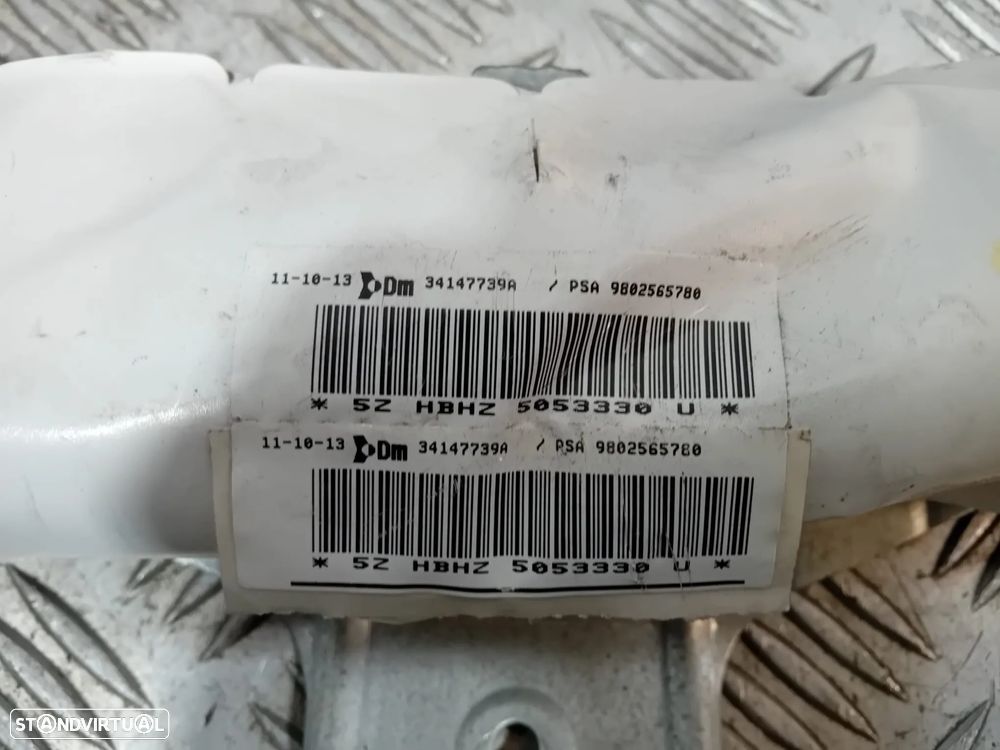 11-10-13 Dm 34147739A / PSA 9802565780
* 5Z HBHZ 5053330 U *
11-10-13 Dm 34147739A / PSA 9802565780
* 5Z HBHZ 5053330 U *
STANDVIRTUAL